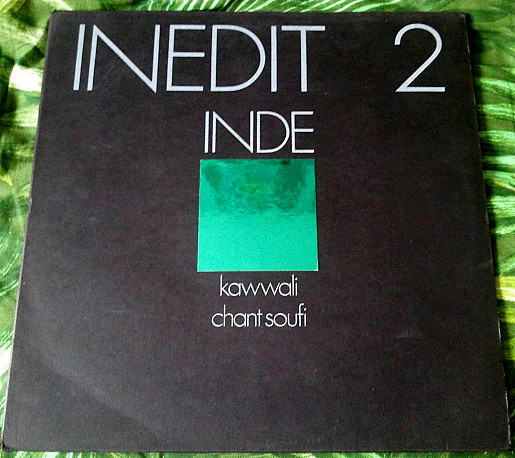 INEDIT 2
INDE
kawwali
chant soufi